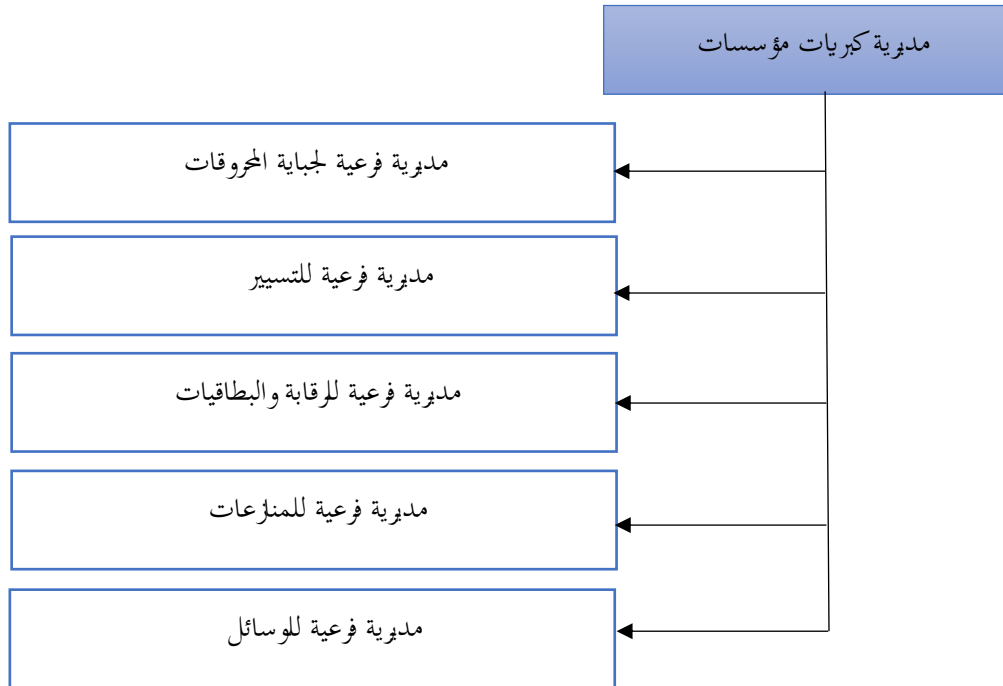 مديرية كبريات مؤسسات
مديرية فرعية لجباية المحروقات
مديرية فرعية للتسيير
مديرية فرعية للرقابة والبطاقيات
مديرية فرعية للمنازعات
مديرية فرعية للوسائل